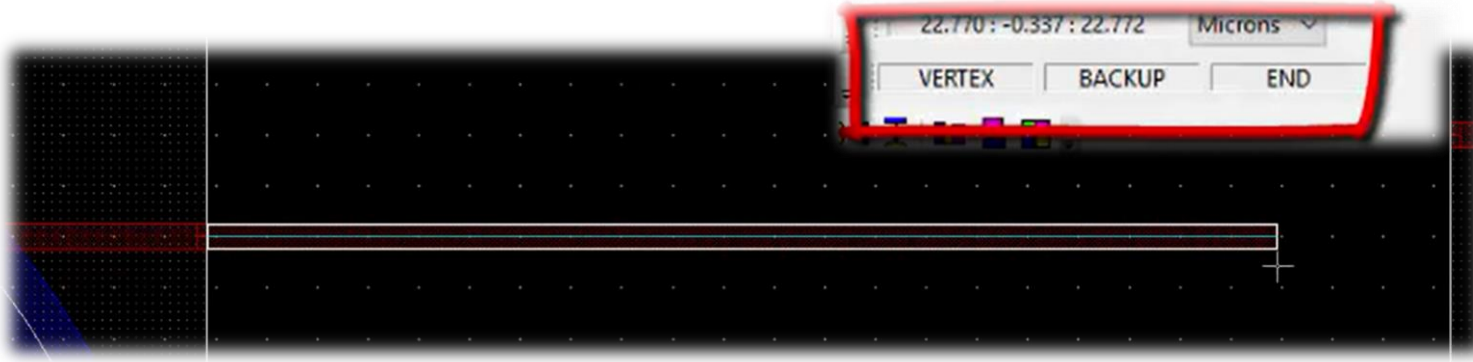 22.770 : -0.337 : 22.772 Microns
VERTEX BACKUP END